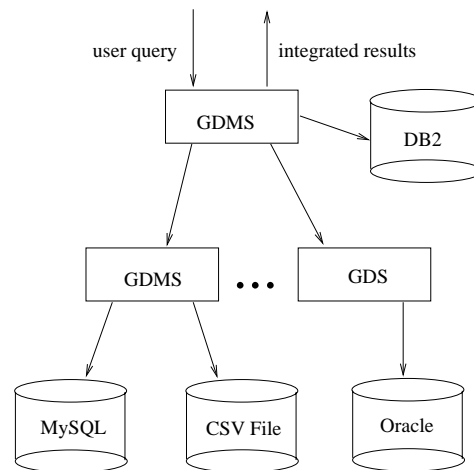 user query
integrated results
GDMS
DB2
GDMS
GDS
MySQL
CSV File
Oracle